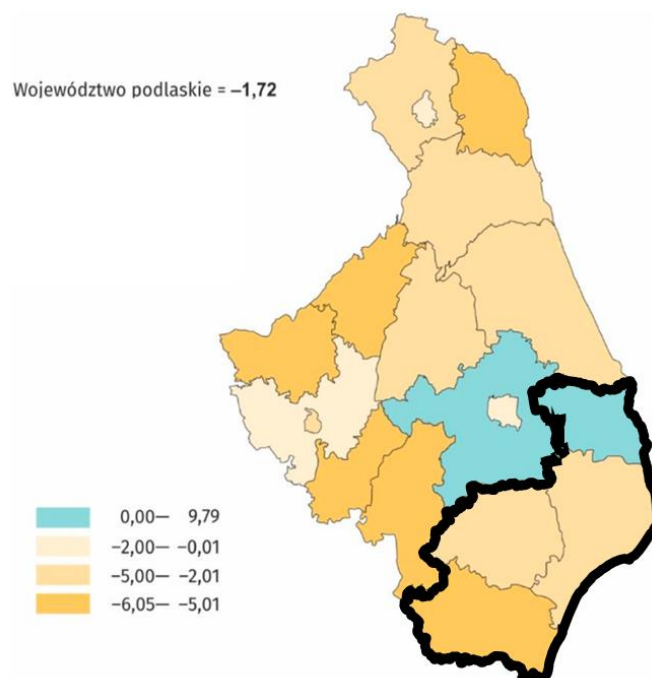 Województwo podlaskie = –1,72
0,00— 9,79
–2,00— –0,01
–5,00— –2,01
–6,05— –5,01